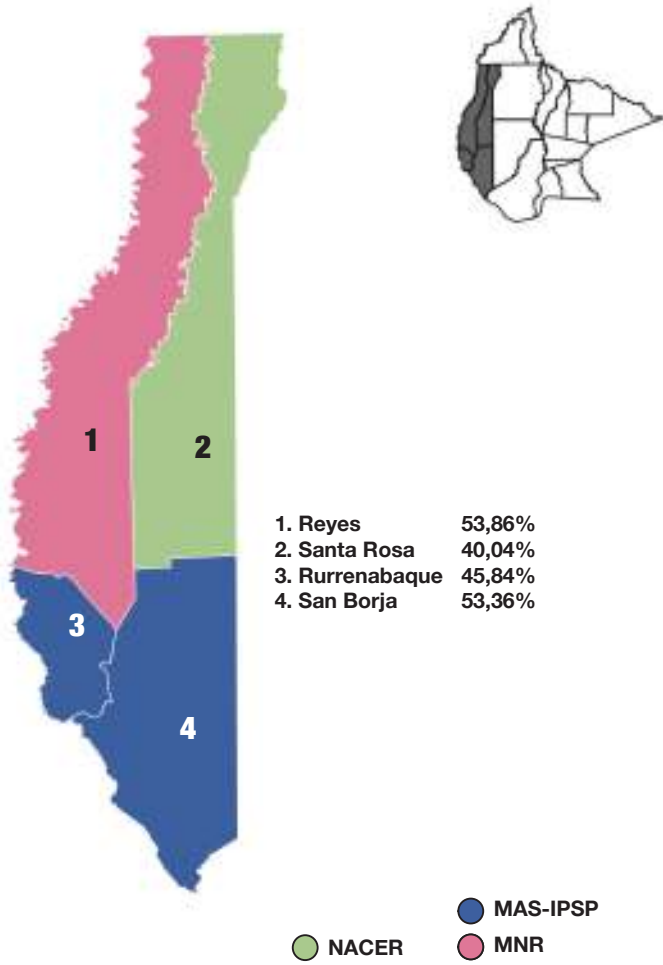 1
2
1. Reyes 53,86%
2. Santa Rosa 40,04%
3. Rurrenabaque 45,84%
4. San Borja 53,36%
3
4
MAS-IPSP
NACER
MNR